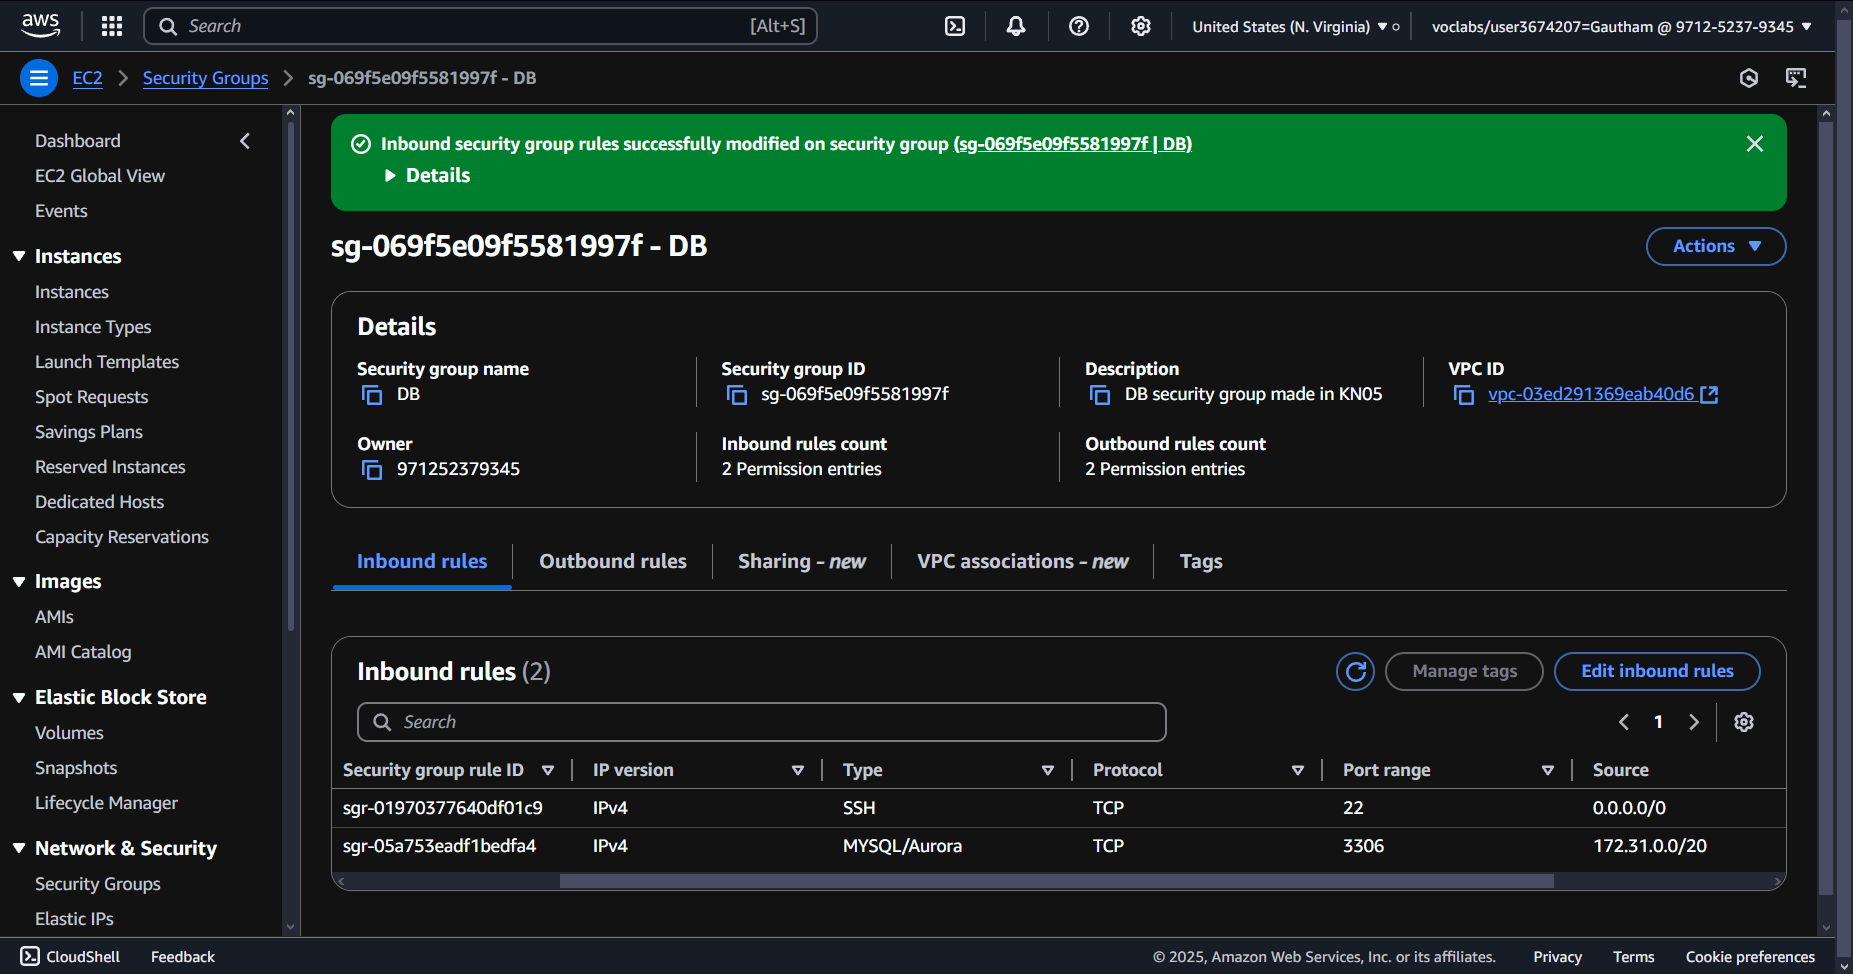 aws
Search [Alt+S]
United States (N. Virginia)
voclabs/user3674207=Gautham @ 9712-5237-9345
EC2 Security Groups sg-069f5e09f5581997f - DB
Dashboard
EC2 Global View
Events
Instances
Instances
Instance Types
Launch Templates
Spot Requests
Savings Plans
Reserved Instances
Dedicated Hosts
Capacity Reservations
Images
AMIs
AMI Catalog
Elastic Block Store
Volumes
Snapshots
Lifecycle Manager
Network & Security
Security Groups
Elastic IPs
Inbound security group rules successfully modified on security group (sg-069f5e09f5581997f | DB)
Details
sg-069f5e09f5581997f - DB
Actions
Details
Security group name
DB
Security group ID
sg-069f5e09f5581997f
Description
DB security group made in KN05
VPC ID
vpc-03ed291369eab40d6
Owner
971252379345
Inbound rules count
2 Permission entries
Outbound rules count
2 Permission entries
Inbound rules Outbound rules Sharing - new VPC associations - new Tags
Inbound rules (2)
Manage tags
Edit inbound rules
Search
1
Security group rule ID IP version Type Protocol Port range Source
sgr-01970377640df01c9 IPv4 SSH TCP 22 0.0.0.0/0
sgr-05a753eadf1bedfa4 IPv4 MYSQL/Aurora TCP 3306 172.31.0.0/20
CloudShell Feedback © 2025, Amazon Web Services, Inc. or its affiliates. Privacy Terms Cookie preferences